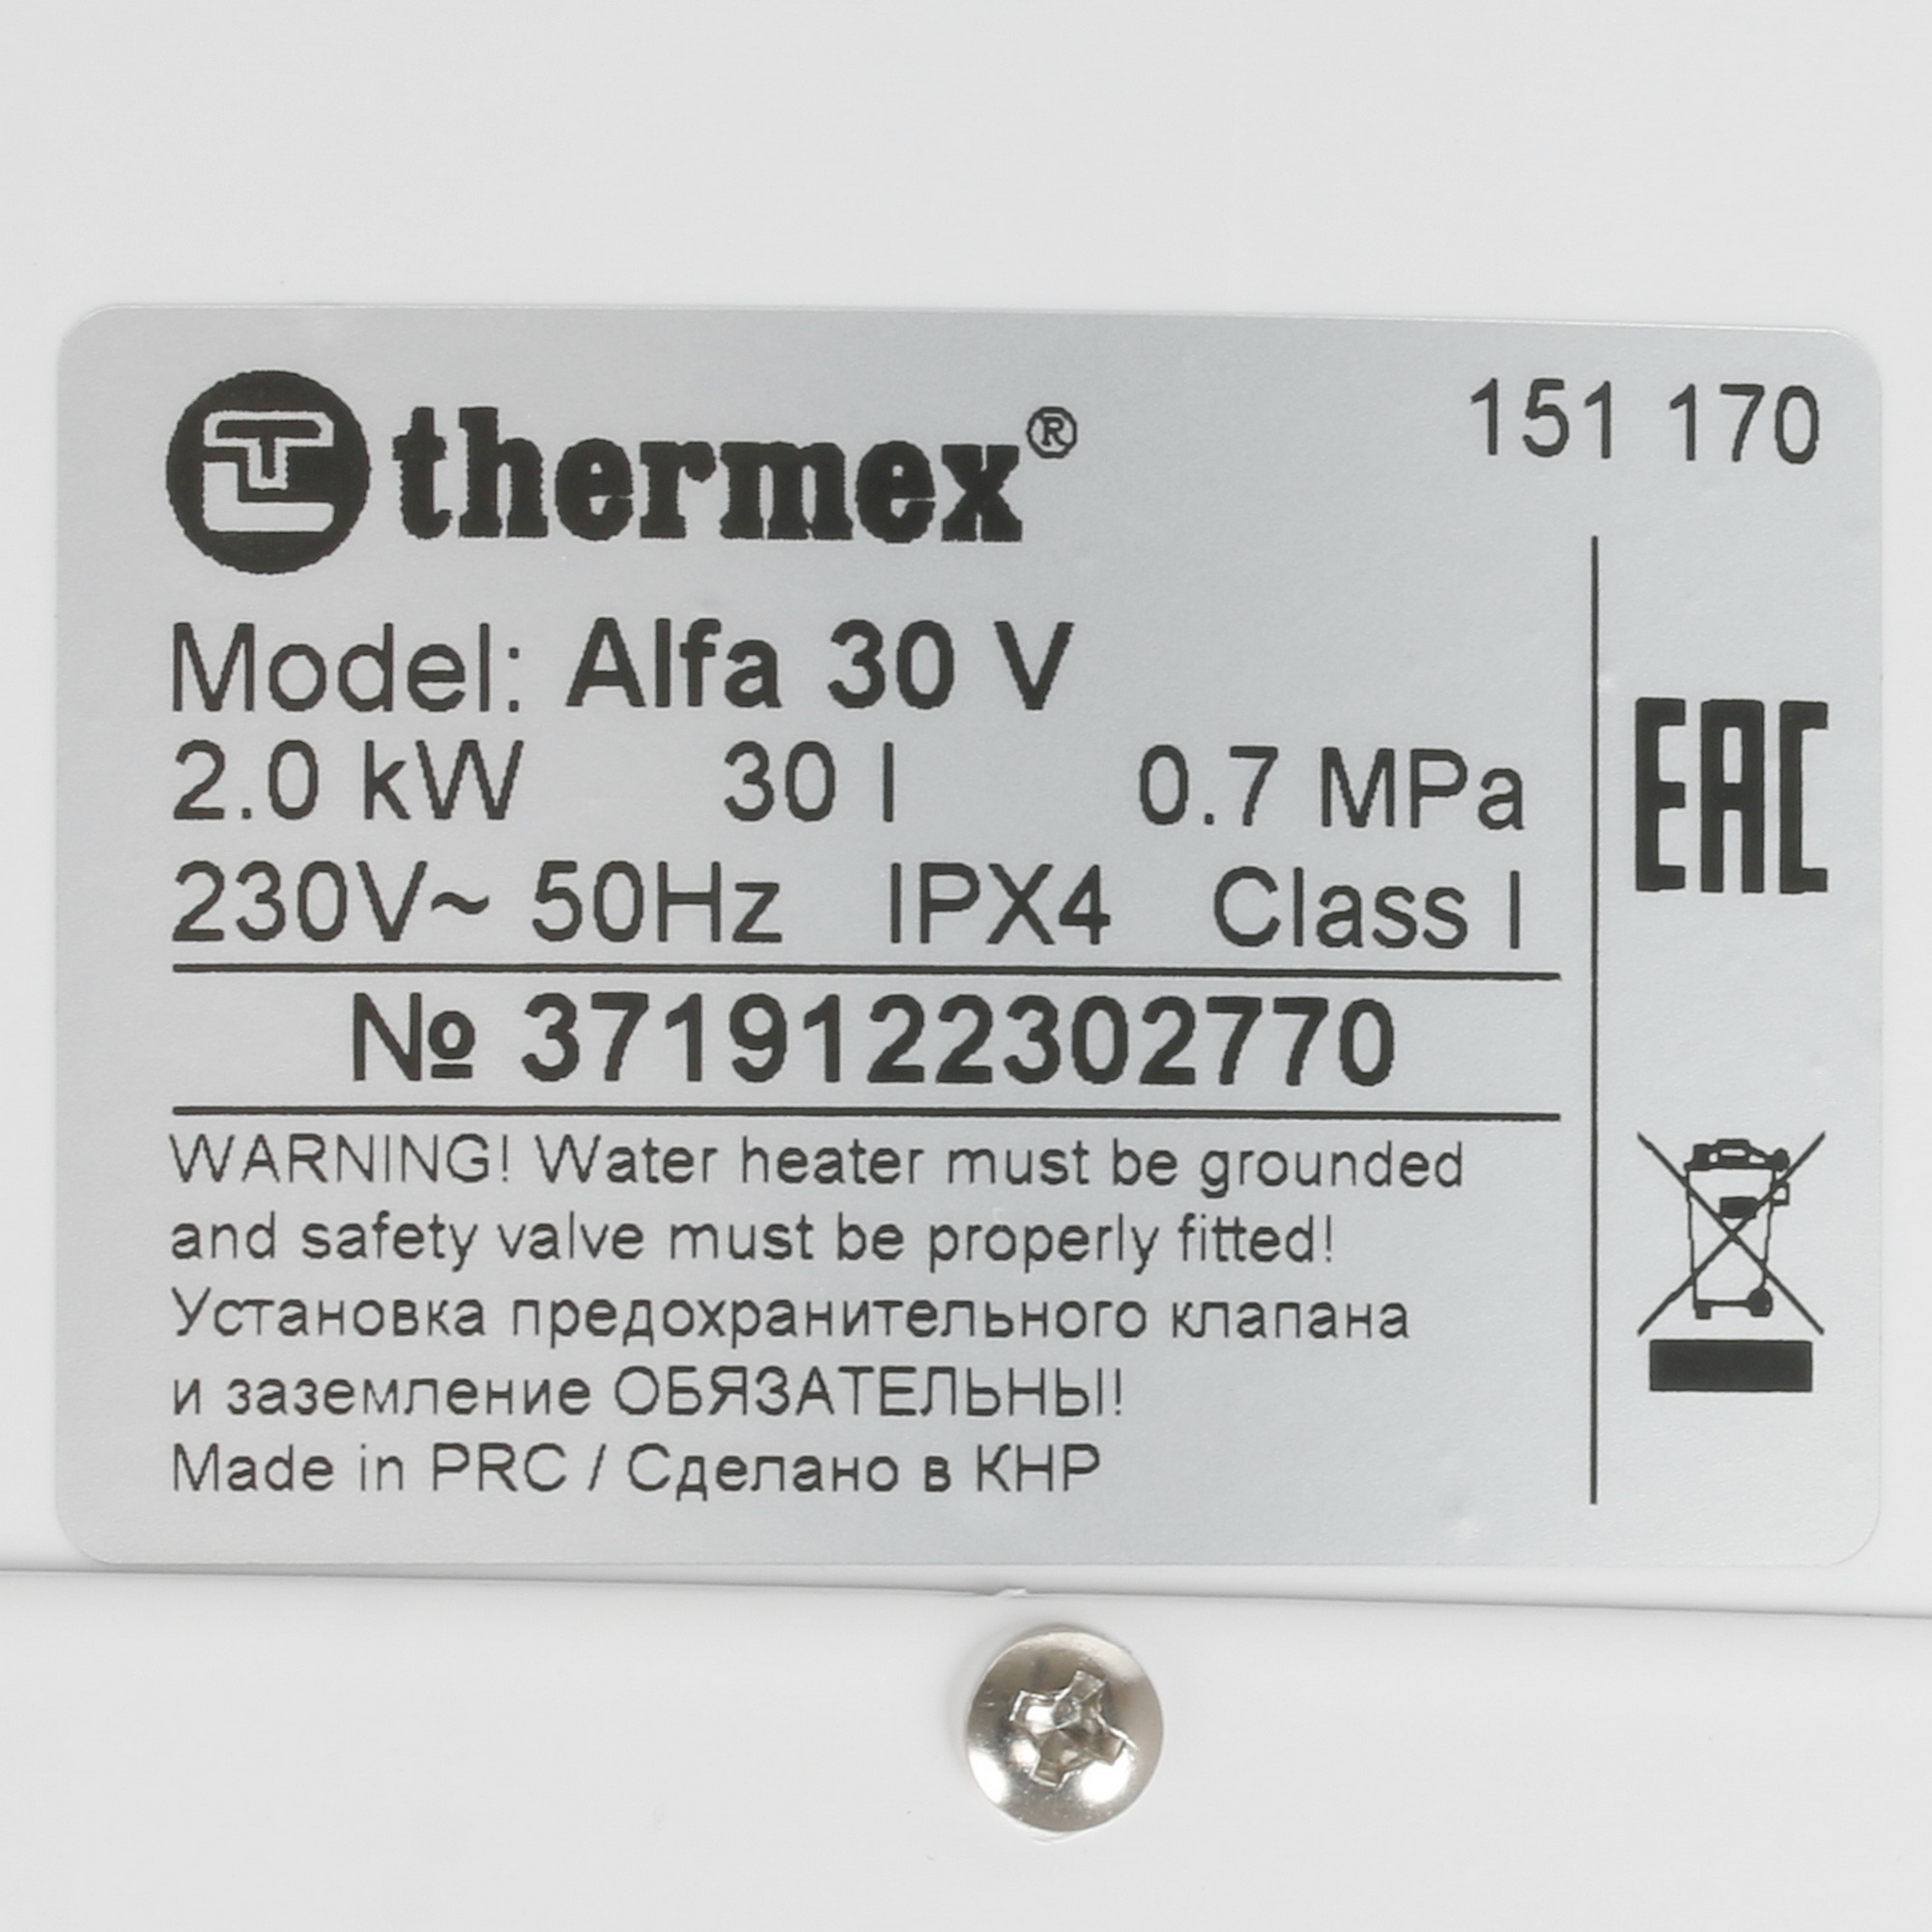 thermex® 151 170
Model: Alfa 30 V
2.0 kW 30 l 0.7 MPa
230V~ 50Hz IPX4 Class I
EAC
№ 3719122302770
WARNING! Water heater must be grounded
and safety valve must be properly fitted!
Установка предохранительного клапана
и заземление ОБЯЗАТЕЛЬНЫ!
Made in PRC / Сделано в КНР